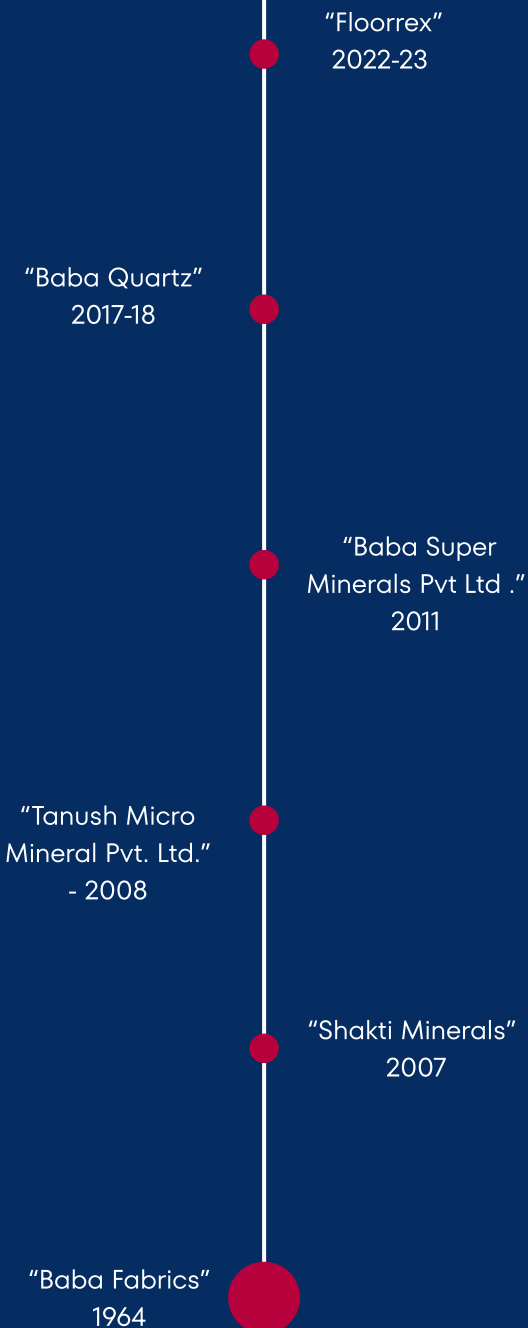 “Floorrex”
2022-23
“Baba Quartz”
2017-18
“Baba Super
Minerals Pvt Ltd .”
2011
“Tanush Micro
Mineral Pvt. Ltd.”
- 2008
“Shakti Minerals”
2007
“Baba Fabrics”
1964